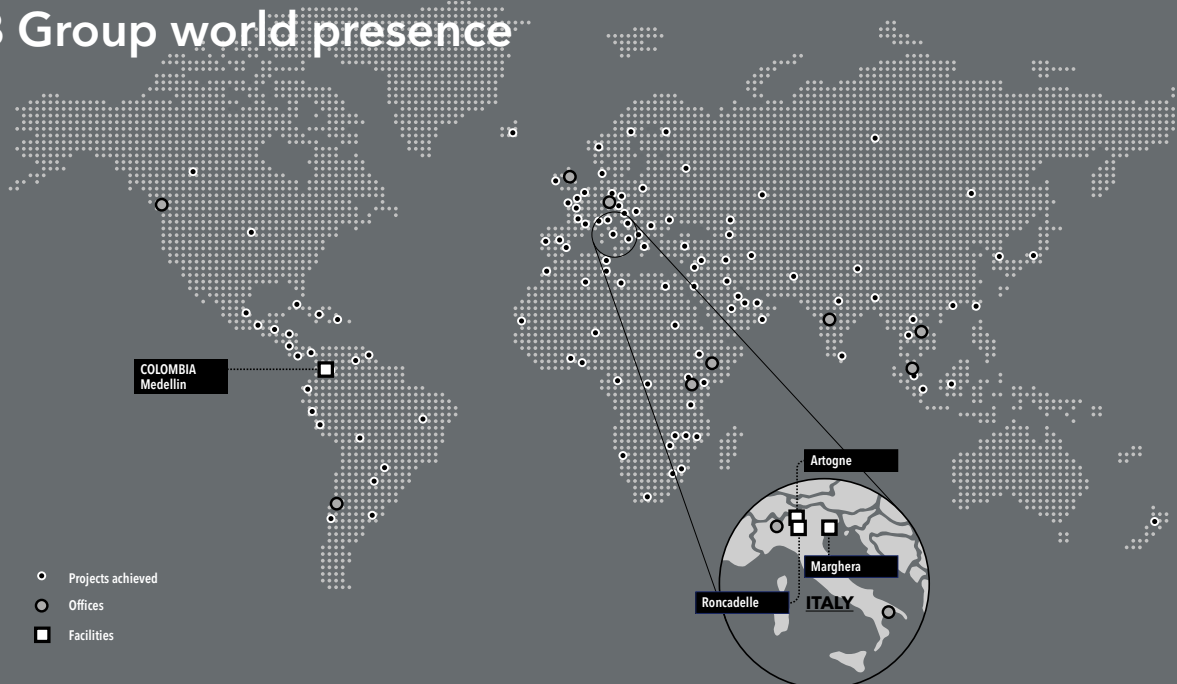 Group world presence
COLOMBIA
Medellin
Artogne
Marghera
Roncadelle
ITALY
Projects achieved
Offices
Facilities